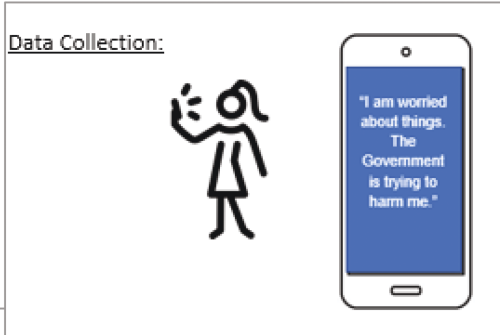 Data Collection:
"I am worried
about things.
The
Government
is trying to
harm me."